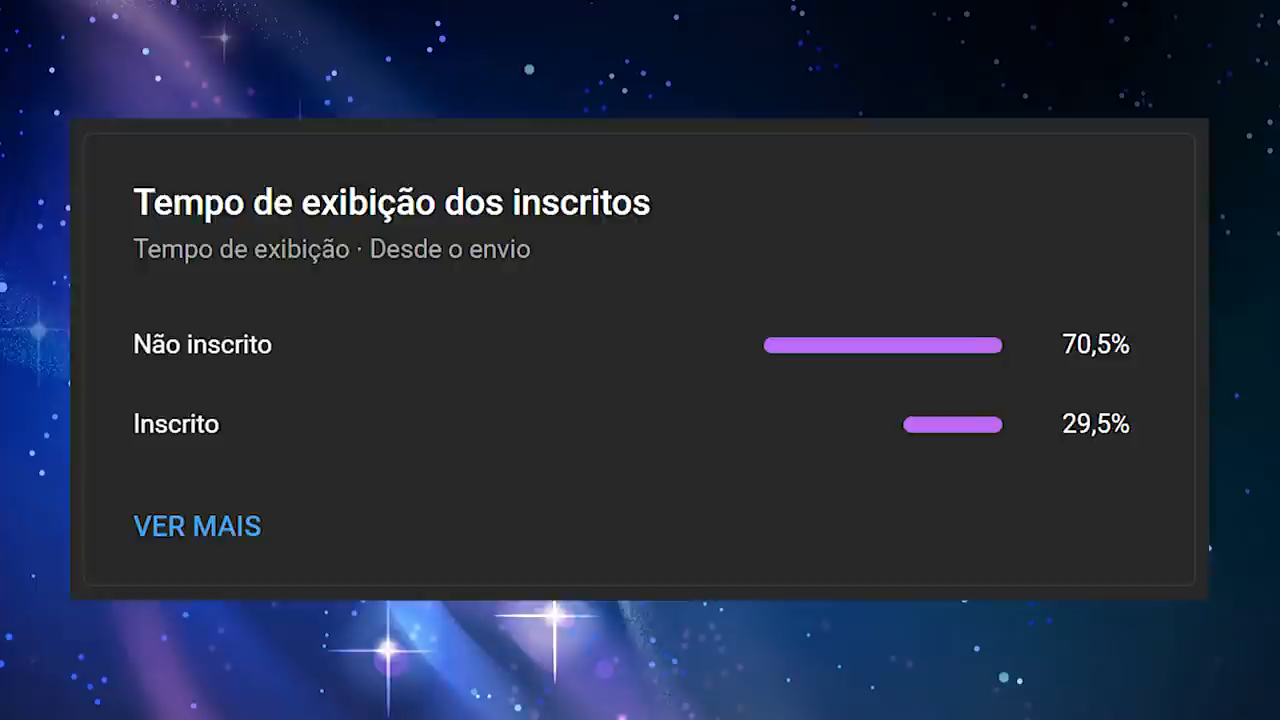 Tempo de exibição dos inscritos
Tempo de exibição · Desde o envio
Não inscrito 70,5%
Inscrito 29,5%
VER MAIS